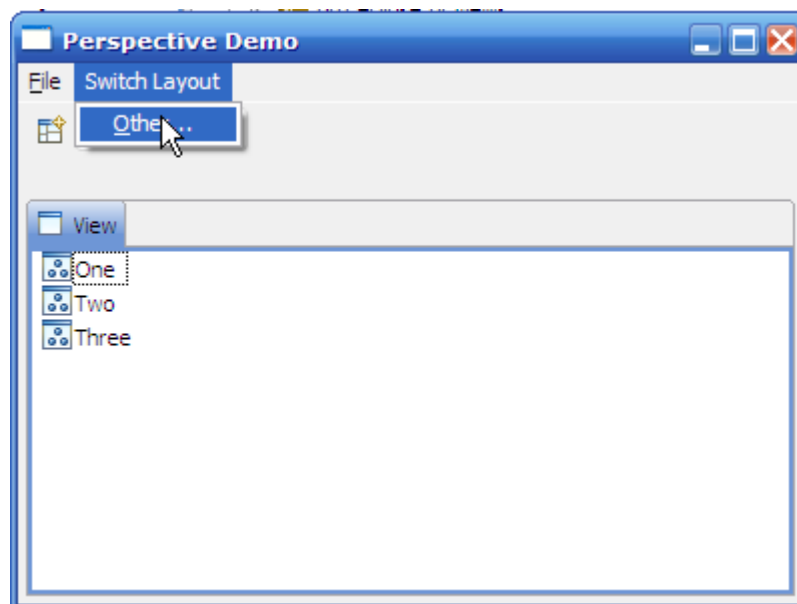 Perspective Demo
File Switch Layout
Other...
View
One
Two
Three